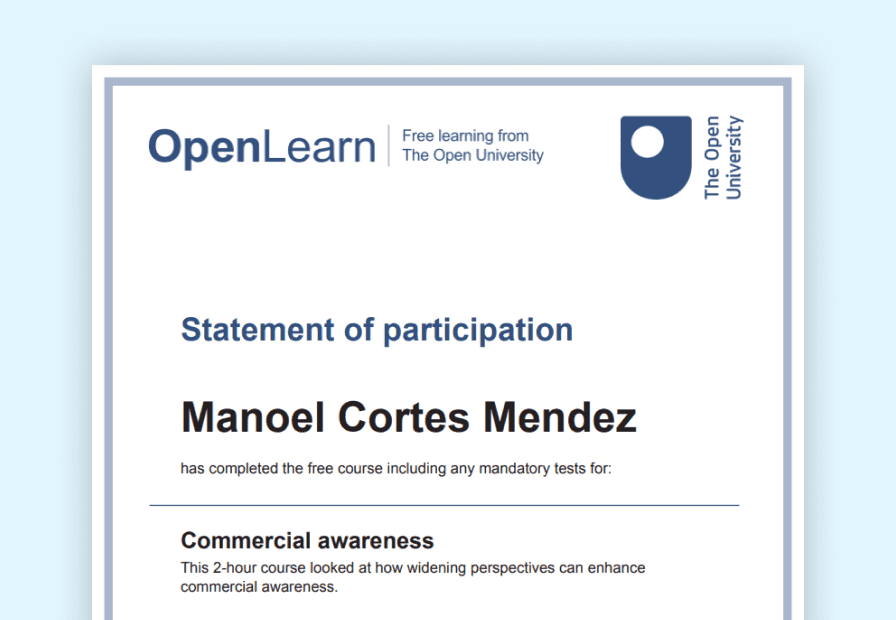 OpenLearn
Free learning from
The Open University
The Open
University
Statement of participation
Manoel Cortes Mendez
has completed the free course including any mandatory tests for:
Commercial awareness
This 2-hour course looked at how widening perspectives can enhance
commercial awareness.